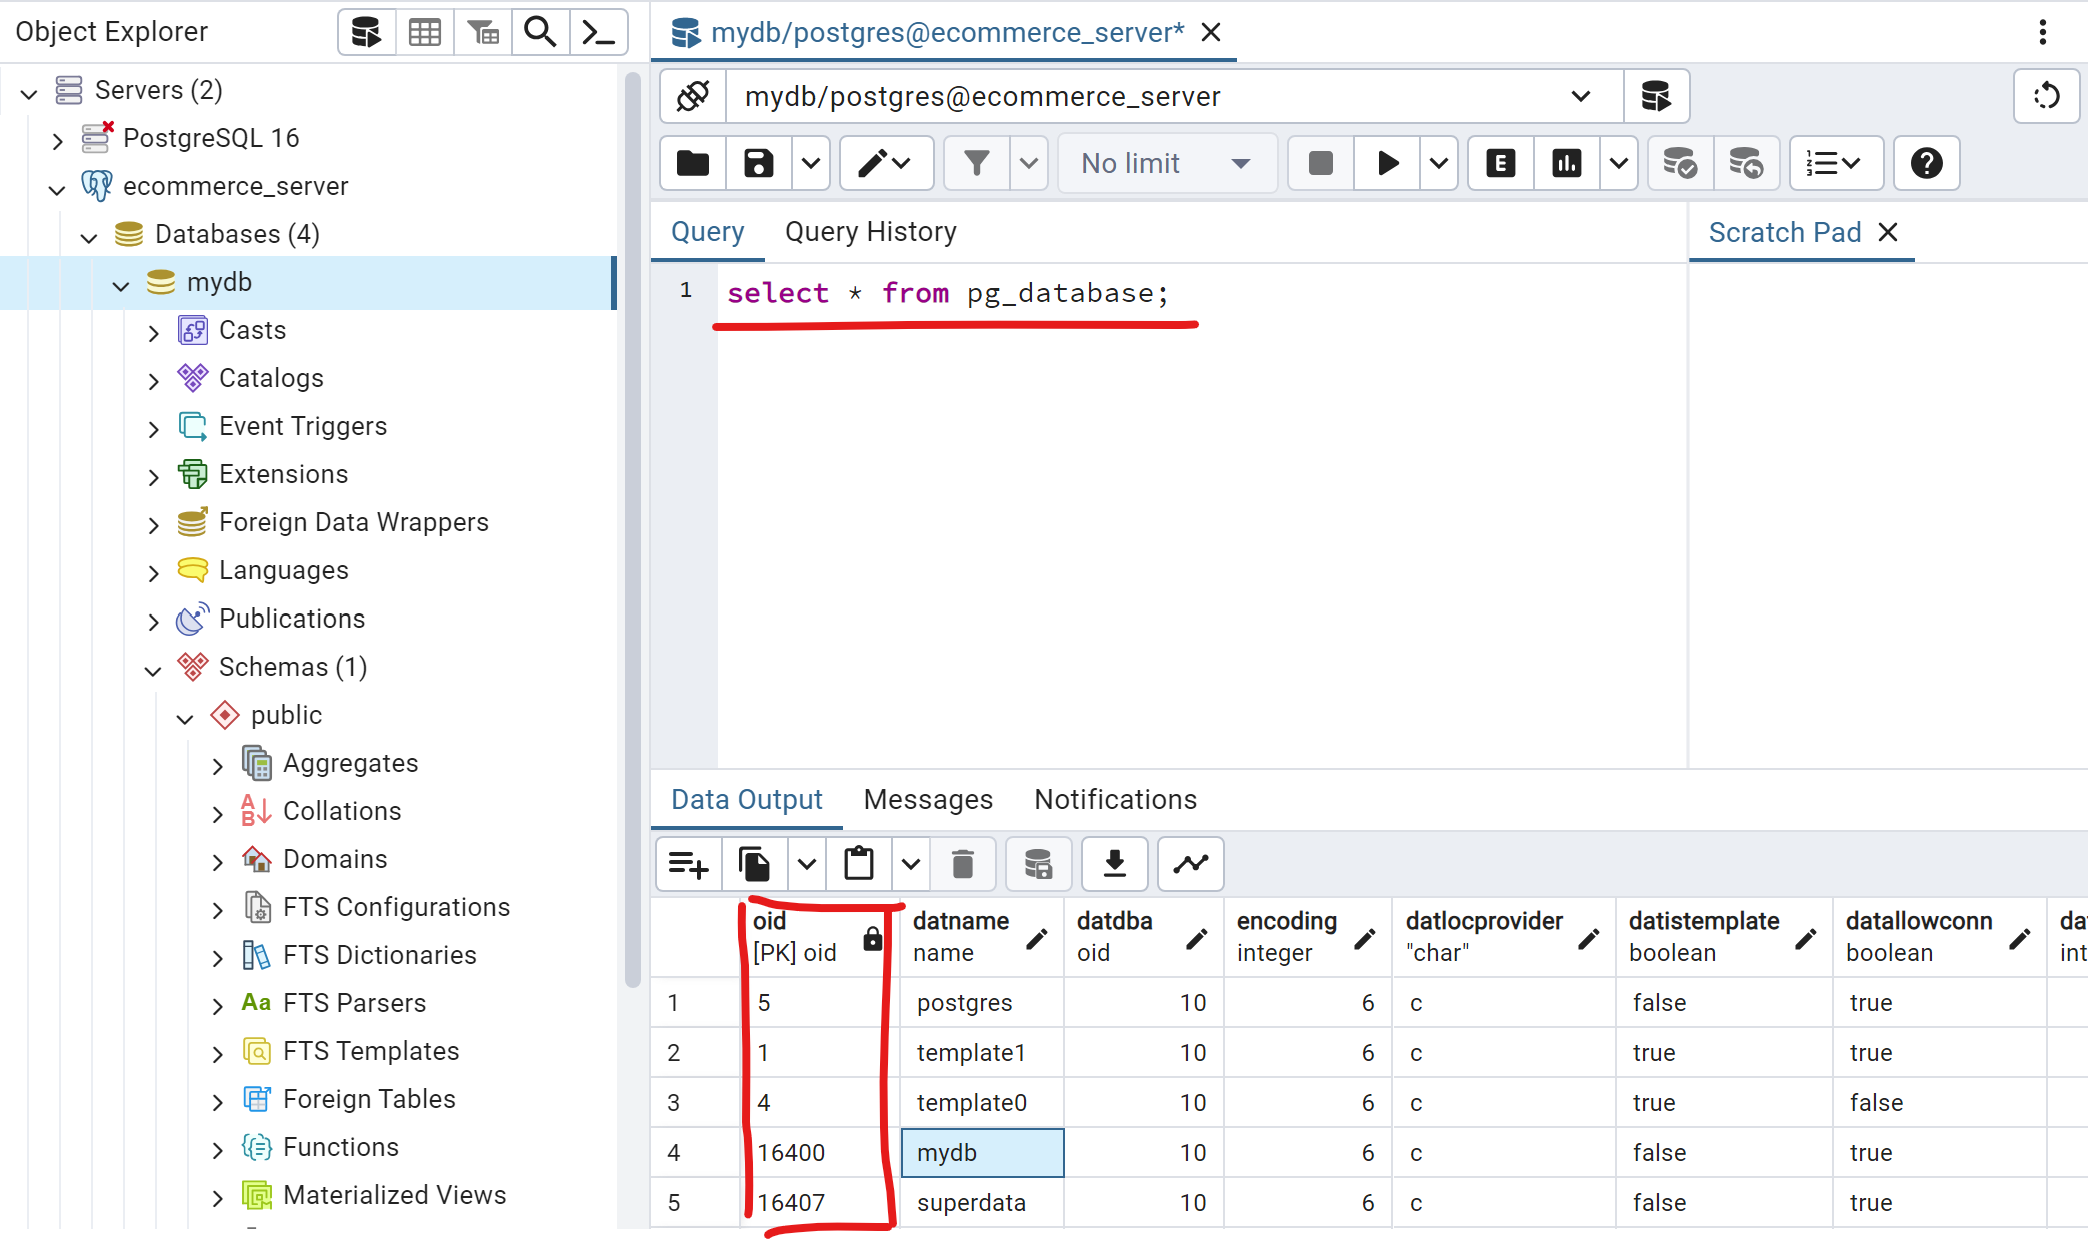 Object Explorer
Servers (2)
PostgreSQL 16
ecommerce_server
Databases (4)
mydb
Casts
Catalogs
Event Triggers
Extensions
Foreign Data Wrappers
Languages
Publications
Schemas (1)
public
Aggregates
Collations
Domains
FTS Configurations
FTS Dictionaries
Aa FTS Parsers
FTS Templates
Foreign Tables
Functions
Materialized Views
mydb/postgres@ecommerce_server*
mydb/postgres@ecommerce_server
No limit E
Query Query History Scratch Pad
1 select * from pg_database;
Data Output Messages Notifications
oid datname datdba encoding datlocprovider datistemplate datallowconn da
[PK] oid name oid integer "char" boolean boolean int
1 5 postgres 10 6 c false true
2 1 template1 10 6 c true true
3 4 template0 10 6 c true false
4 16400 mydb 10 6 c false true
5 16407 superdata 10 6 c false true